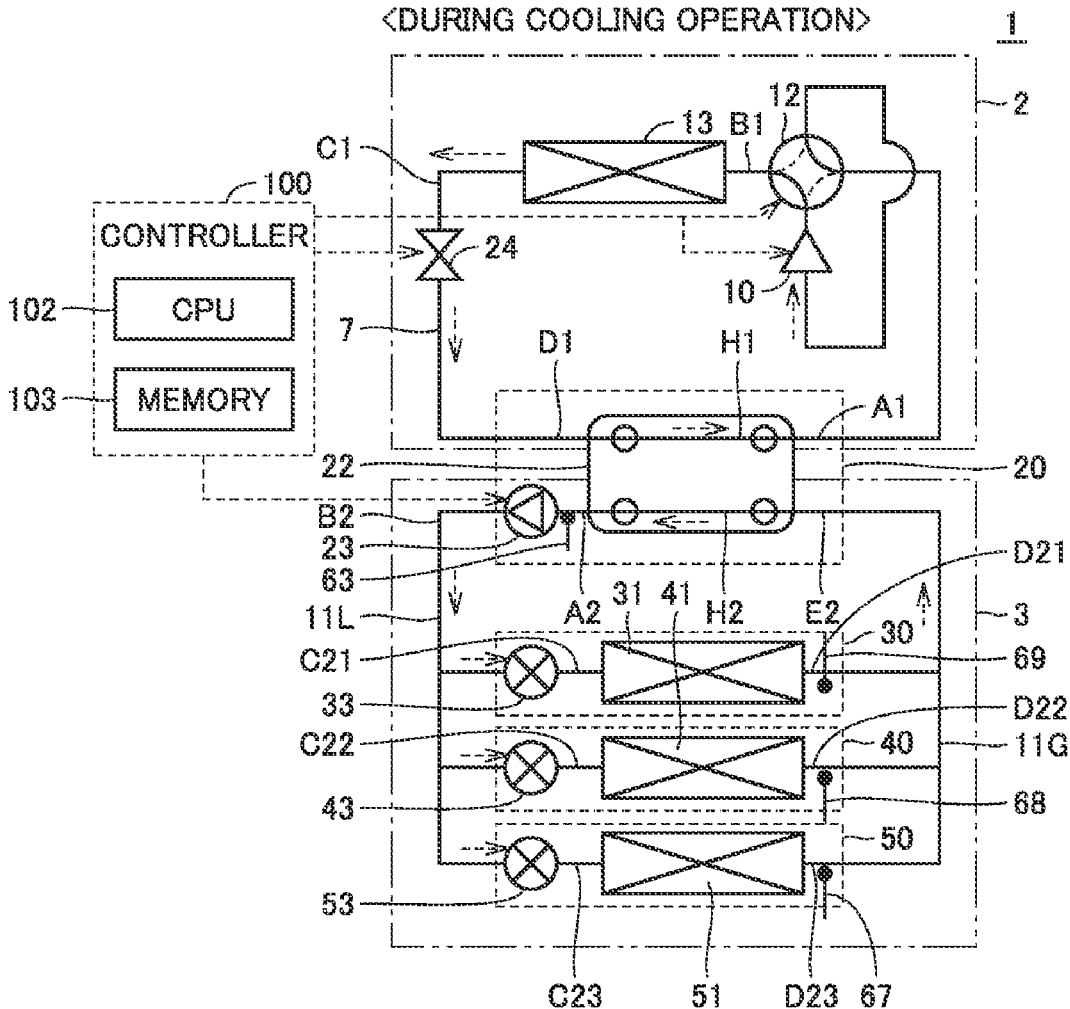 <DURING COOLING OPERATION>
1
2
12
13
B1
C1
100
CONTROLLER
24
10
102
CPU
7
D1
H1
103
MEMORY
A1
22
20
B2
23
63
D21
11L
A2
31
41
H2
E2
3
30
C21
69
33
D22
C22
40
11G
43
68
50
53
C23
51
D23
67